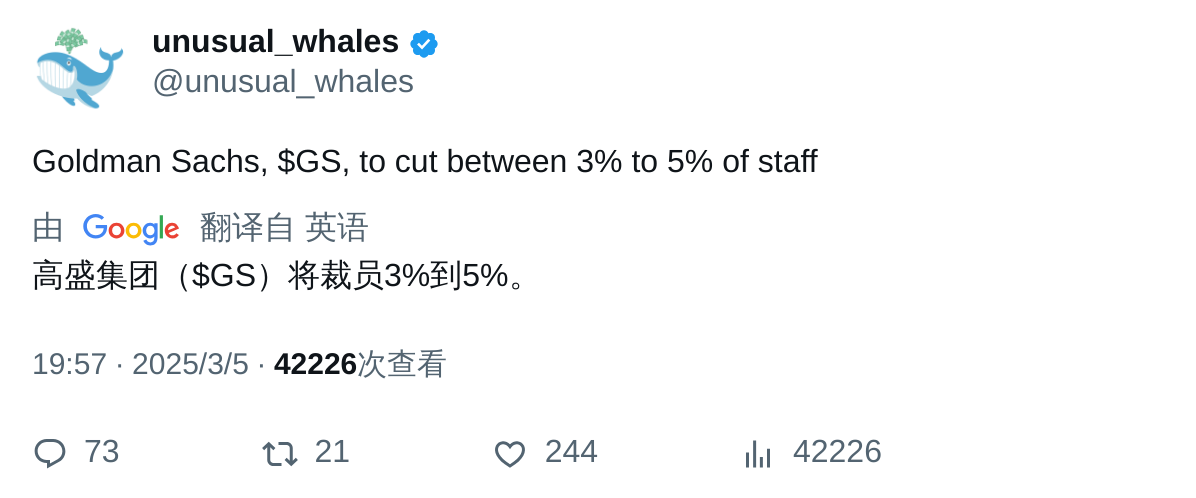 unusual_whales
@unusual_whales
Goldman Sachs, $GS, to cut between 3% to 5% of staff
由 Google 翻译自 英语
高盛集团（$GS）将裁员3%到5%。
19:57 · 2025/3/5 · 42226次查看
73 21 244 42226